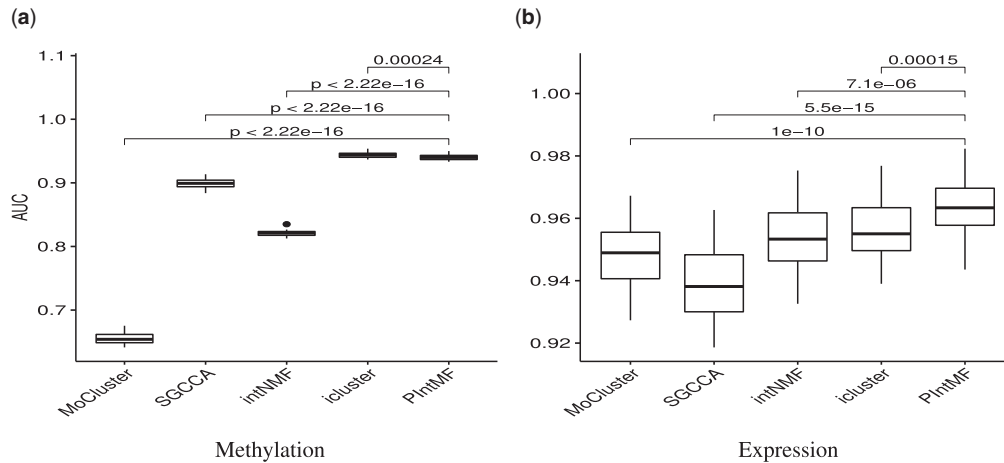 (a)
1.1
1.0
0.9
0.8
0.7
AUC
0.00024
p < 2.22e−16
p < 2.22e−16
p < 2.22e−16
MoCluster
SGCCA
intNMF
icluster
PIntMF
Methylation
(b)
1.00
0.98
0.96
0.94
0.92
0.00015
7.1e−06
5.5e−15
1e−10
MoCluster
SGCCA
intNMF
icluster
PIntMF
Expression